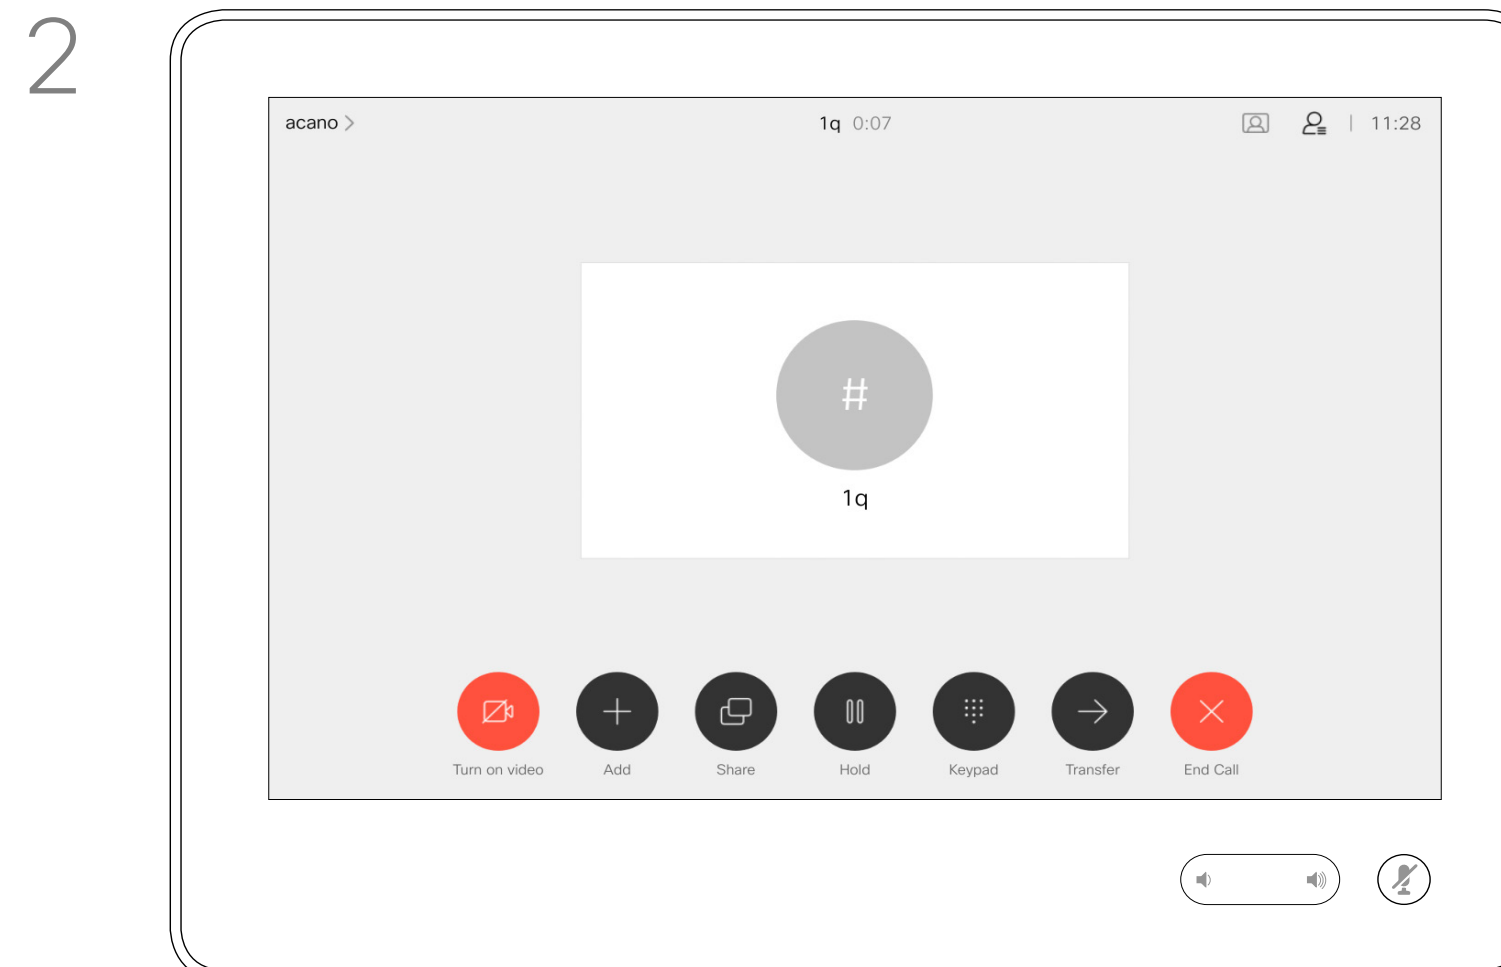 2
acano
1q 0:07
11:28
#
1q
Turn on video
Add
Share
Hold
Keypad
Transfer
End Call